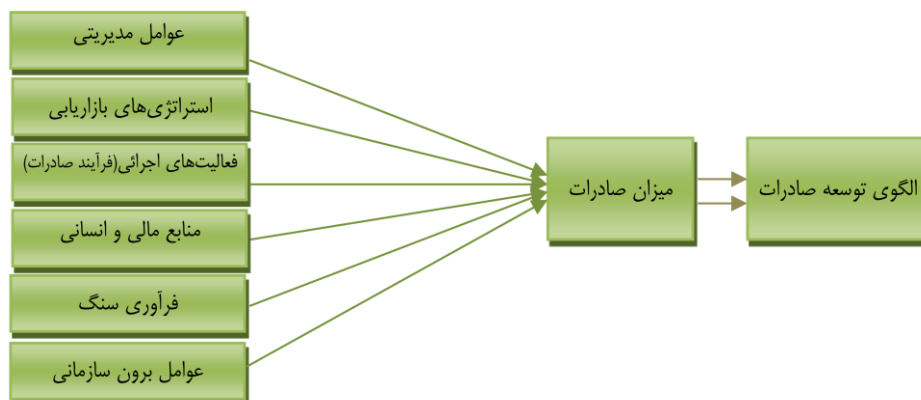 عوامل مدیریتی
استراتژی‌های بازاریابی
فعالیت‌های اجرائی(فرآیند صادرات)
منابع مالی و انسانی
فرآوری سنگ
عوامل برون سازمانی
میزان صادرات
الگوی توسعه صادرات